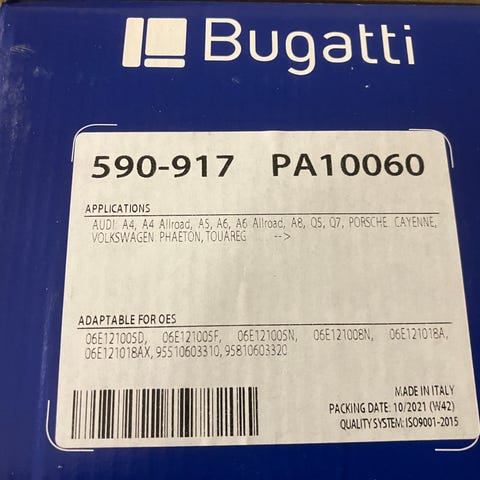 Bugatti
590-917 PA10060
APPLICATIONS
AUDI: A4, A4 Allroad, A5, A6, A6 Allroad, A8, Q5, Q7, PORSCHE: CAYENNE,
VOLKSWAGEN: PHAETON, TOUAREG -->
ADAPTABLE FOR OES
06E121005D, 06E121005F, 06E121005N, 06E121008N, 06E121018A,
06E121018AX, 95510603310, 95810603320
MADE IN ITALY
PACKING DATE: 10/2021 (W42)
QUALITY SYSTEM: ISO9001-2015